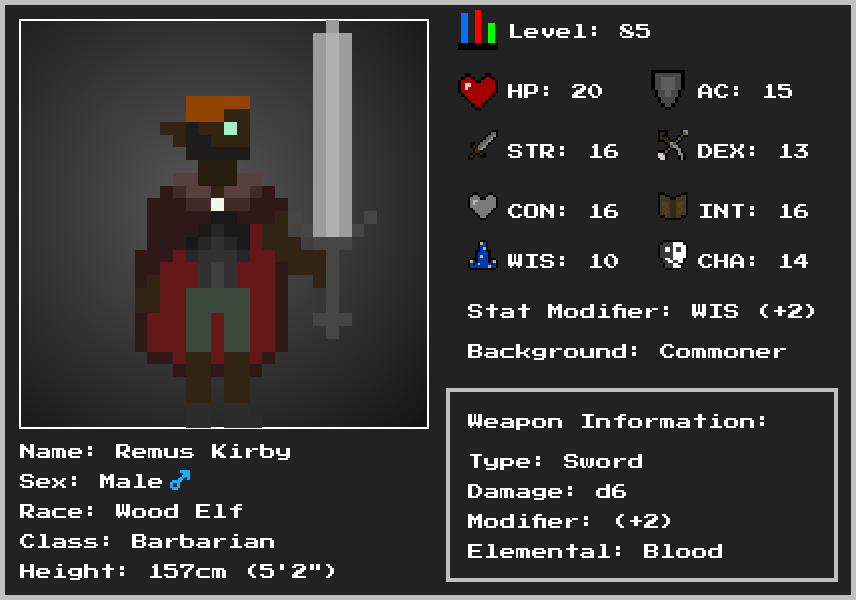 Level: 85
HP: 20 AC: 15
STR: 16 DEX: 13
CON: 16 INT: 16
WIS: 10 CHA: 14
Stat Modifier: WIS (+2)
Background: Commoner
Weapon Information:
Type: Sword
Damage: d6
Modifier: (+2)
Elemental: Blood
Name: Remus Kirby
Sex: Male♂
Race: Wood Elf
Class: Barbarian
Height: 157cm (5'2")